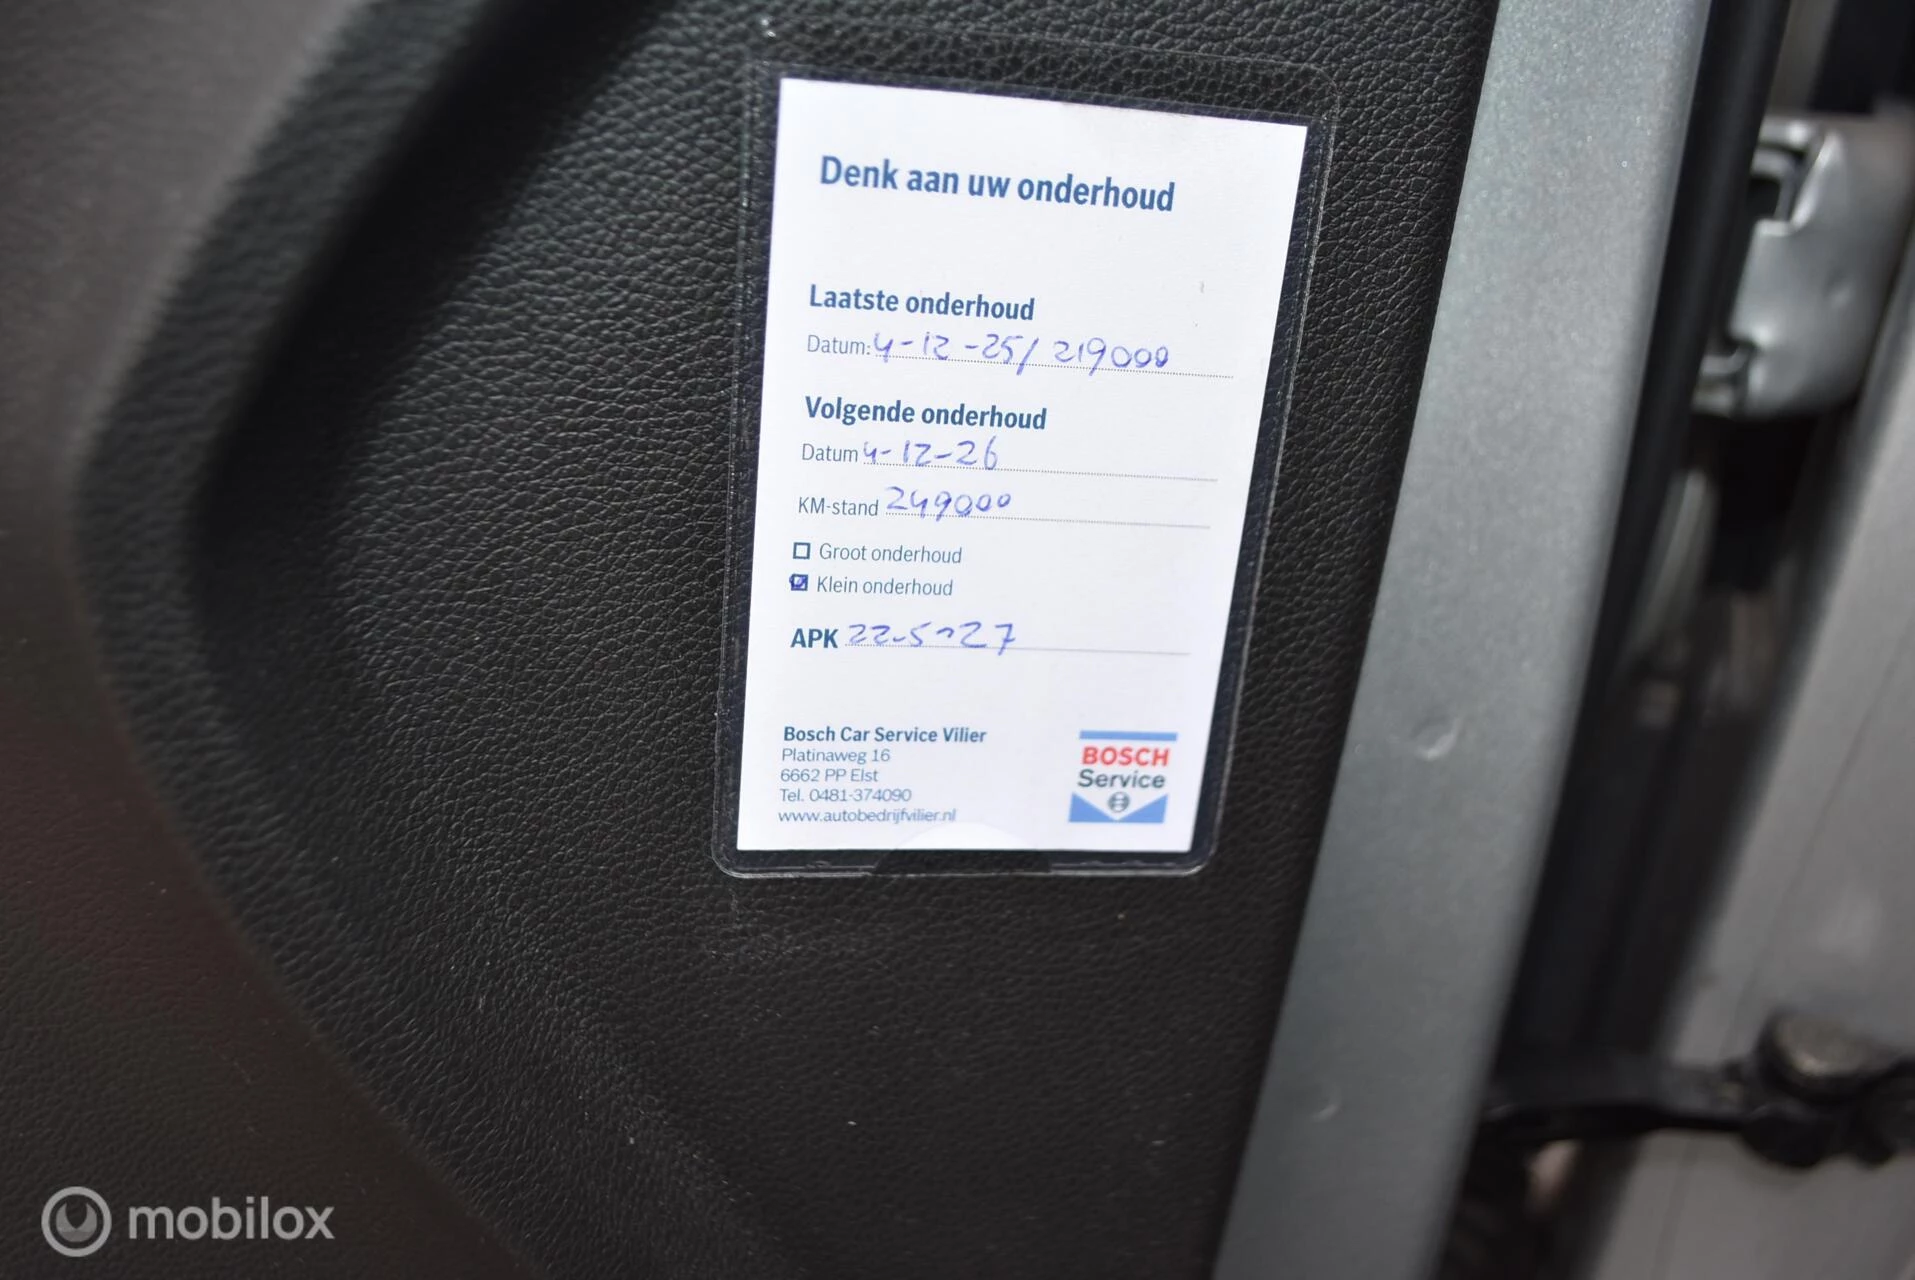 Denk aan uw onderhoud
Laatste onderhoud
Datum: 4-12-25/ 219000
Volgende onderhoud
Datum 4-12-26
KM-stand 249000
Groot onderhoud
Klein onderhoud
APK 22-5-27
Bosch Car Service Vilier
Platinaweg 16
6662 PP Elst
Tel. 0481-374090
www.autobedrijfvilier.nl
BOSCH
Service
mobilox